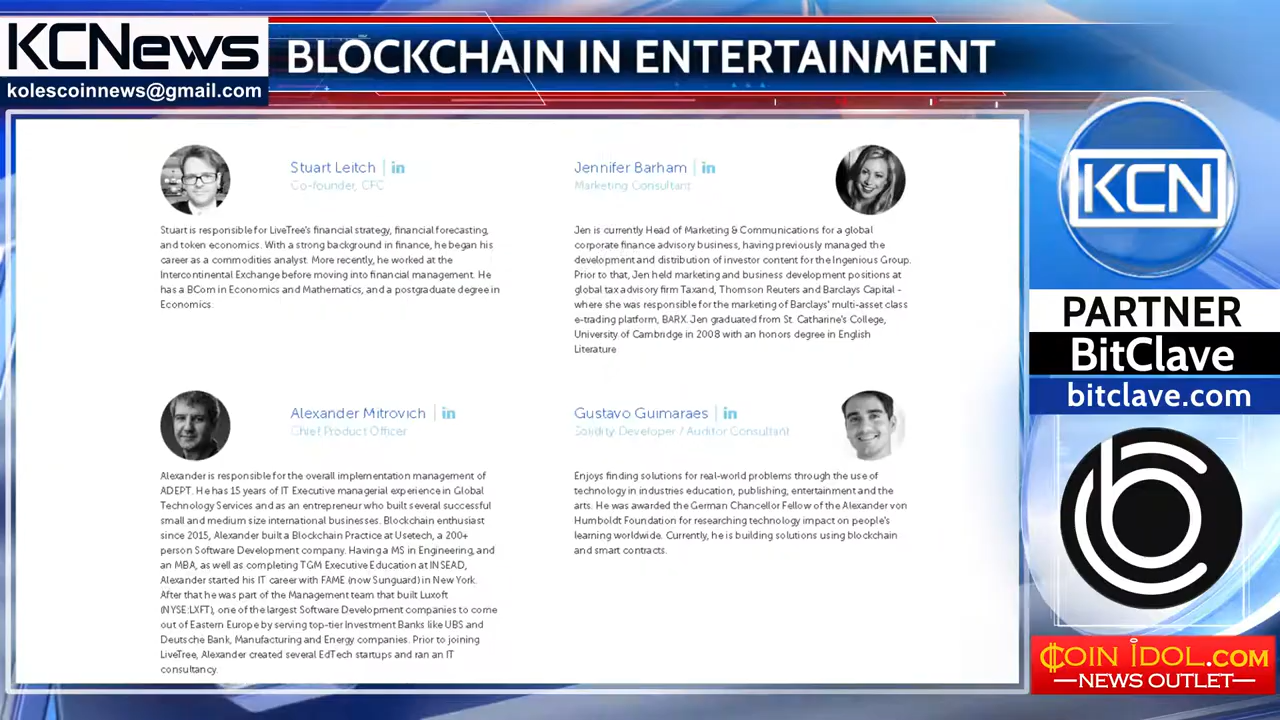 KCNews
kolescoinnews@gmail.com
BLOCKCHAIN IN ENTERTAINMENT
Stuart Leitch | in
Co-founder, CFC
Stuart is responsible for LiveTree's financial strategy, financial forecasting,
and token economics. With a strong background in finance, he began his
career as a commodities analyst. More recently, he worked at the
Intercontinental Exchange before moving into financial management. He
has a BCom in Economics and Mathematics, and a postgraduate degree in
Economics.
Jennifer Barham | in
Marketing Consultant
Jen is currently Head of Marketing & Communications for a global
corporate finance advisory business, having previously managed the
development and distribution of investor content for the Ingenious Group.
Prior to that, Jen held marketing and business development positions at
global tax advisory firm Taxand, Thomson Reuters and Barclays Capital -
where she was responsible for the marketing of Barclays' multi-asset class
e-trading platform, BARX. Jen graduated from St. Catharine's College,
University of Cambridge in 2008 with an honors degree in English
Literature
Alexander Mitrovich | in
Chief Product Officer
Alexander is responsible for the overall implementation management of
ADEPT. He has 15 years of IT Executive managerial experience in Global
Technology Services and as an entrepreneur who built several successful
small and medium size international businesses. Blockchain enthusiast
since 2015, Alexander built a Blockchain Practice at Usetech, a 200+
person Software Development company. Having a MS in Engineering, and
an MBA, as well as completing TGM Executive Education at INSEAD,
Alexander started his IT career with FAME (now Sunguard) in New York.
After that he was part of the Management team that built Luxoft
(NYSE:LXFT), one of the largest Software Development companies to come
out of Eastern Europe by serving top-tier Investment Banks like UBS and
Deutsche Bank, Manufacturing and Energy companies. Prior to joining
LiveTree, Alexander created several EdTech startups and ran an IT
consultancy.
Gustavo Guimaraes | in
Solidity Developer / Auditor Consultant
Enjoys finding solutions for real-world problems through the use of
technology in industries education, publishing, entertainment and the
arts. He was awarded the German Chancellor Fellow of the Alexander von
Humboldt Foundation for researching technology impact on people's
learning worldwide. Currently, he is building solutions using blockchain
and smart contracts.
KCN
PARTNER
BitClave
bitclave.com
COIN IDOL.COM
NEWS OUTLET